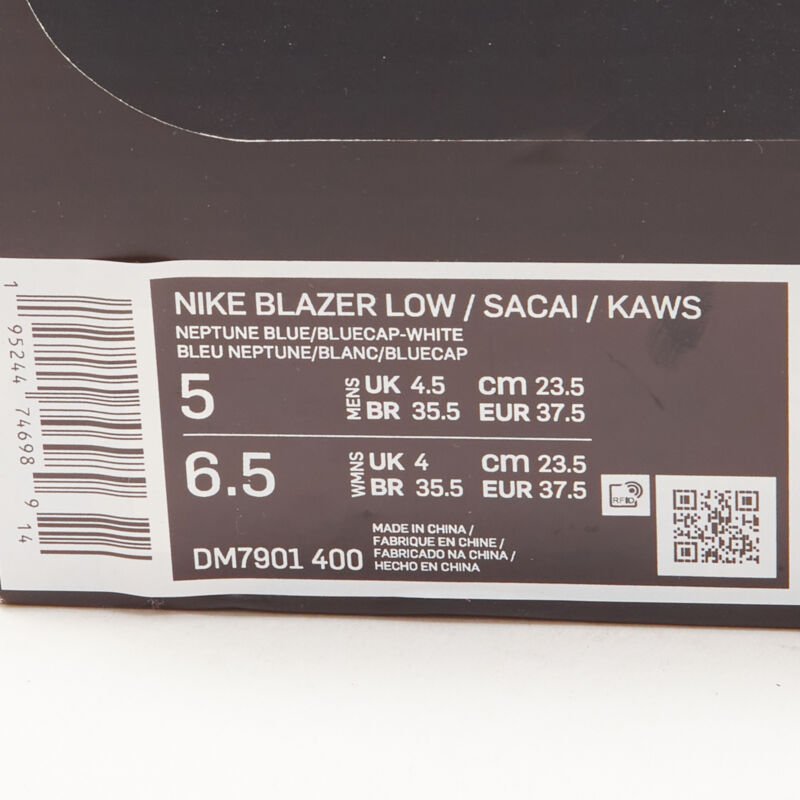 1 95244 74698 9 14
NIKE BLAZER LOW / SACAI / KAWS
NEPTUNE BLUE/BLUECAP-WHITE
BLEU NEPTUNE/BLANC/BLUECAP
5 MENS UK 4.5 cm 23.5
BR 35.5 EUR 37.5
6.5 WMNS UK 4 cm 23.5
BR 35.5 EUR 37.5
RFID
DM7901 400
MADE IN CHINA /
FABRIQUE EN CHINE /
FABRICADO NA CHINA /
HECHO EN CHINA